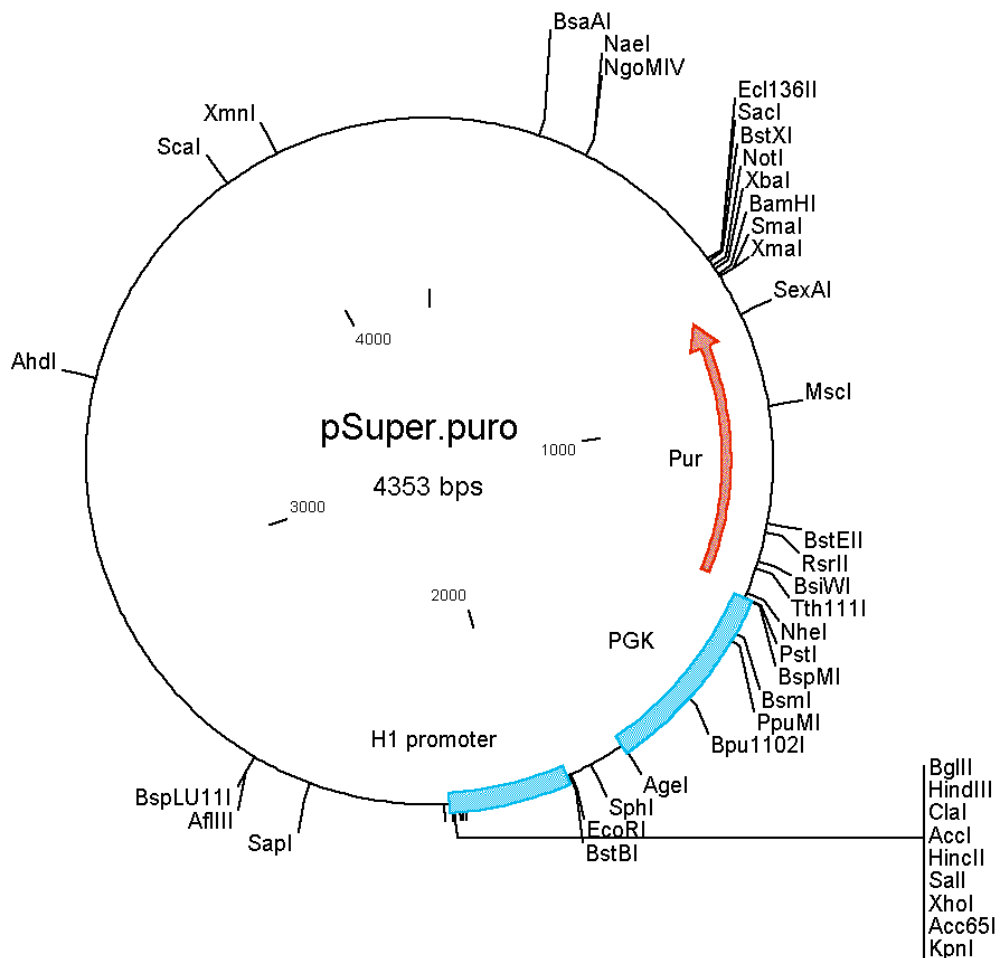 BsaAI
NaeI
NgoMIV
Ecl136II
SacI
BstXI
NotI
XbaI
BamHI
SmaI
XmaI
SexAI
XmnI
ScaI
AhdI
4000
MscI
pSuper.puro
4353 bps
1000
Pur
3000
2000
BstEII
RsrII
BsiWI
Tth111I
NheI
PstI
BspMI
BsmI
PpuMI
Bpu1102I
PGK
H1 promoter
AgeI
SphI
EcoRI
BstBI
BspLU11I
AflIII
SapI
BglII
HindIII
ClaI
AccI
HincII
SalI
XhoI
Acc65I
KpnI